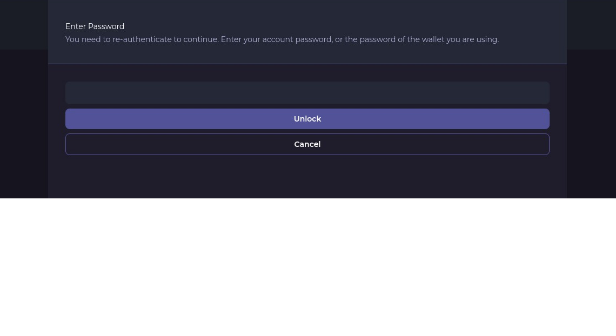 Enter Password
You need to re-authenticate to continue. Enter your account password, or the password of the wallet you are using.
Unlock
Cancel